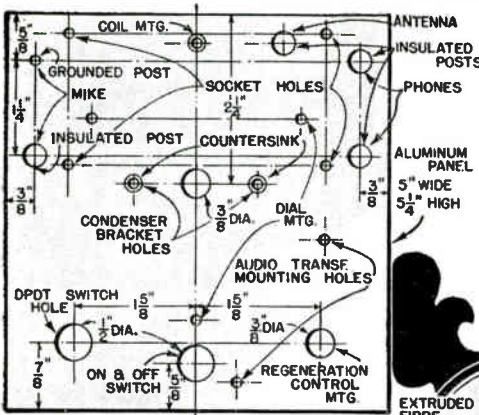 COIL MTG.
ANTENNA
INSULATED
POSTS
5/8"
GROUNDED POST
MIKE
SOCKET HOLES
PHONES
2 1/4"
1 1/4"
INSULATED POST
COUNTERSINK
ALUMINUM
PANEL
5" WIDE
5 1/4" HIGH
3/8"
3/8"
CONDENSER
BRACKET
HOLES
3/8" DIA.
DIAL
MTG.
AUDIO TRANSF.
MOUNTING HOLES
DPDT SWITCH
HOLE
1 5/8"
1 5/8"
1/2" DIA.
3/8" DIA
7/8"
ON & OFF
SWITCH
5/8"
REGENERATION
CONTROL
MTG.
EXTRUDED
FIBRE